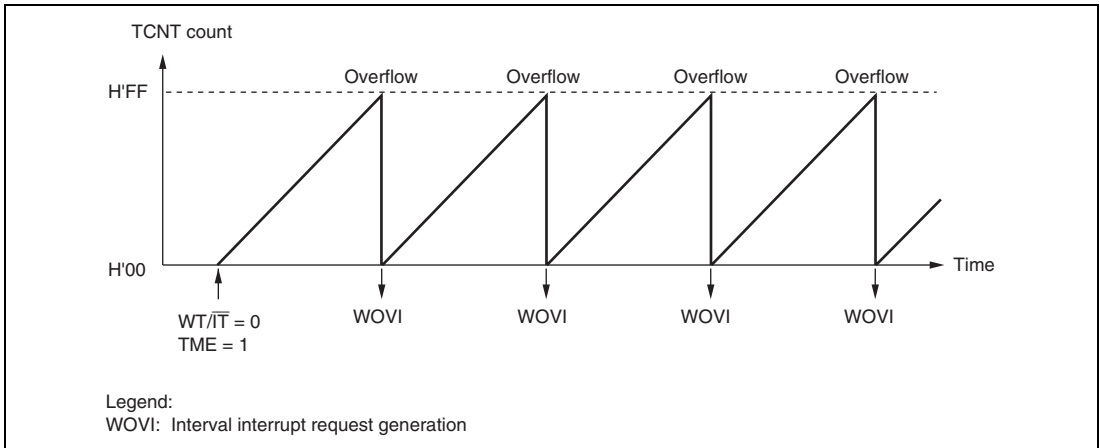 TCNT count
Overflow Overflow Overflow Overflow
H'FF
H'00
Time
WT/I̅T̅ = 0
TME = 1
WOVI WOVI WOVI WOVI
Legend:
WOVI: Interval interrupt request generation